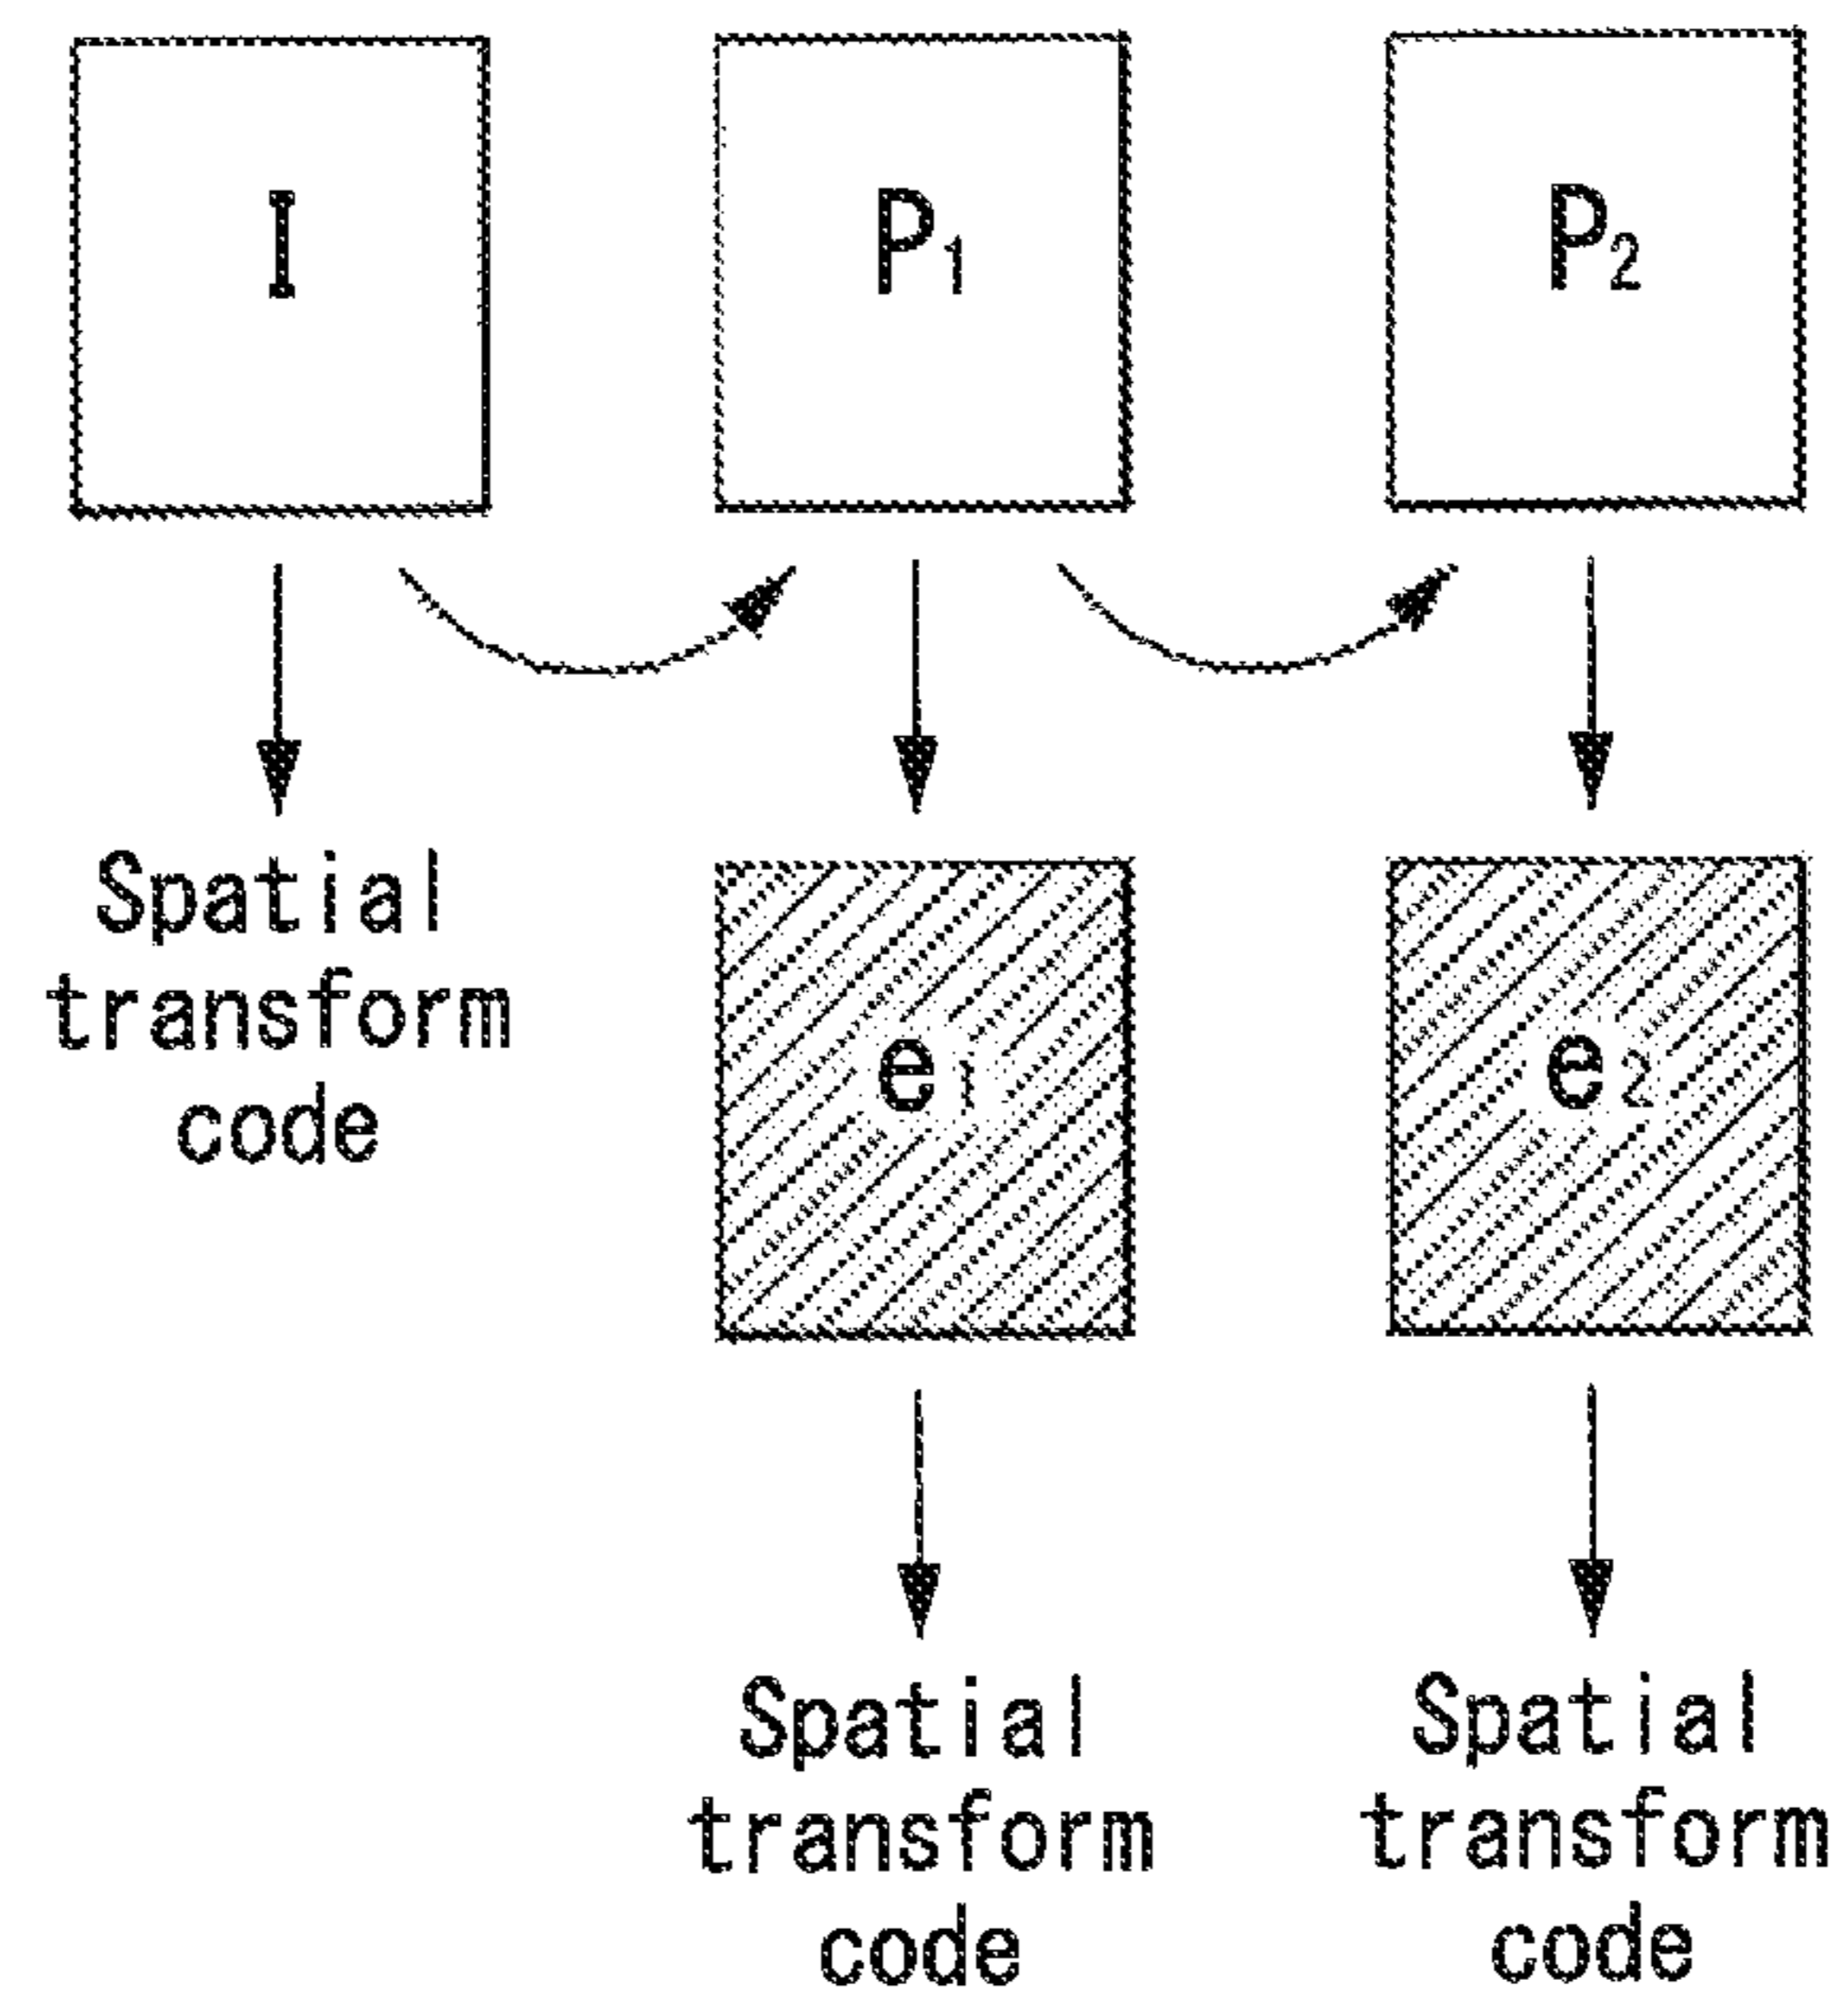 I
P₁
P₂
Spatial
transform
code
e₁
e₂
Spatial
transform
code
Spatial
transform
code